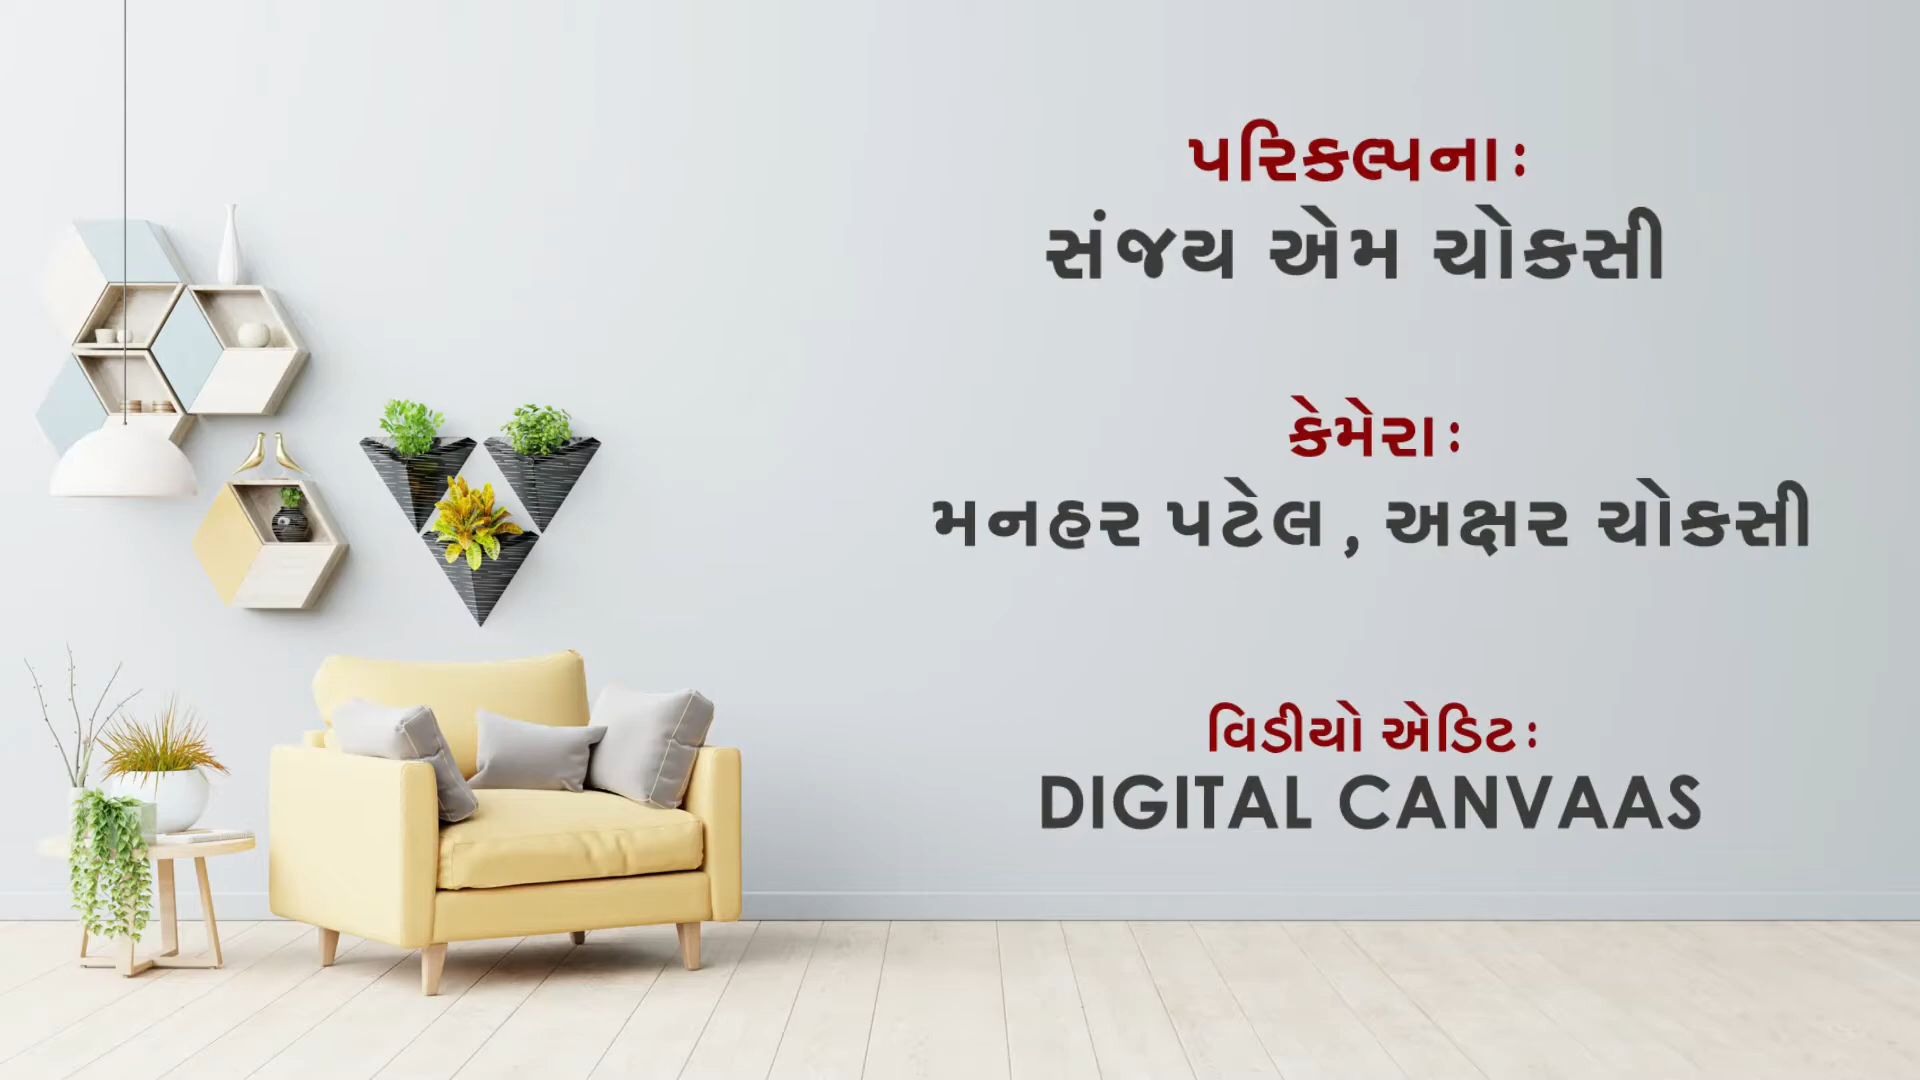 પરિકલ્પનાઃ
સંજય એમ ચોકસી
કેમેરાઃ
મનહર પટેલ, અક્ષર ચોકસી
વિડીયો એડિટઃ
DIGITAL CANVAAS